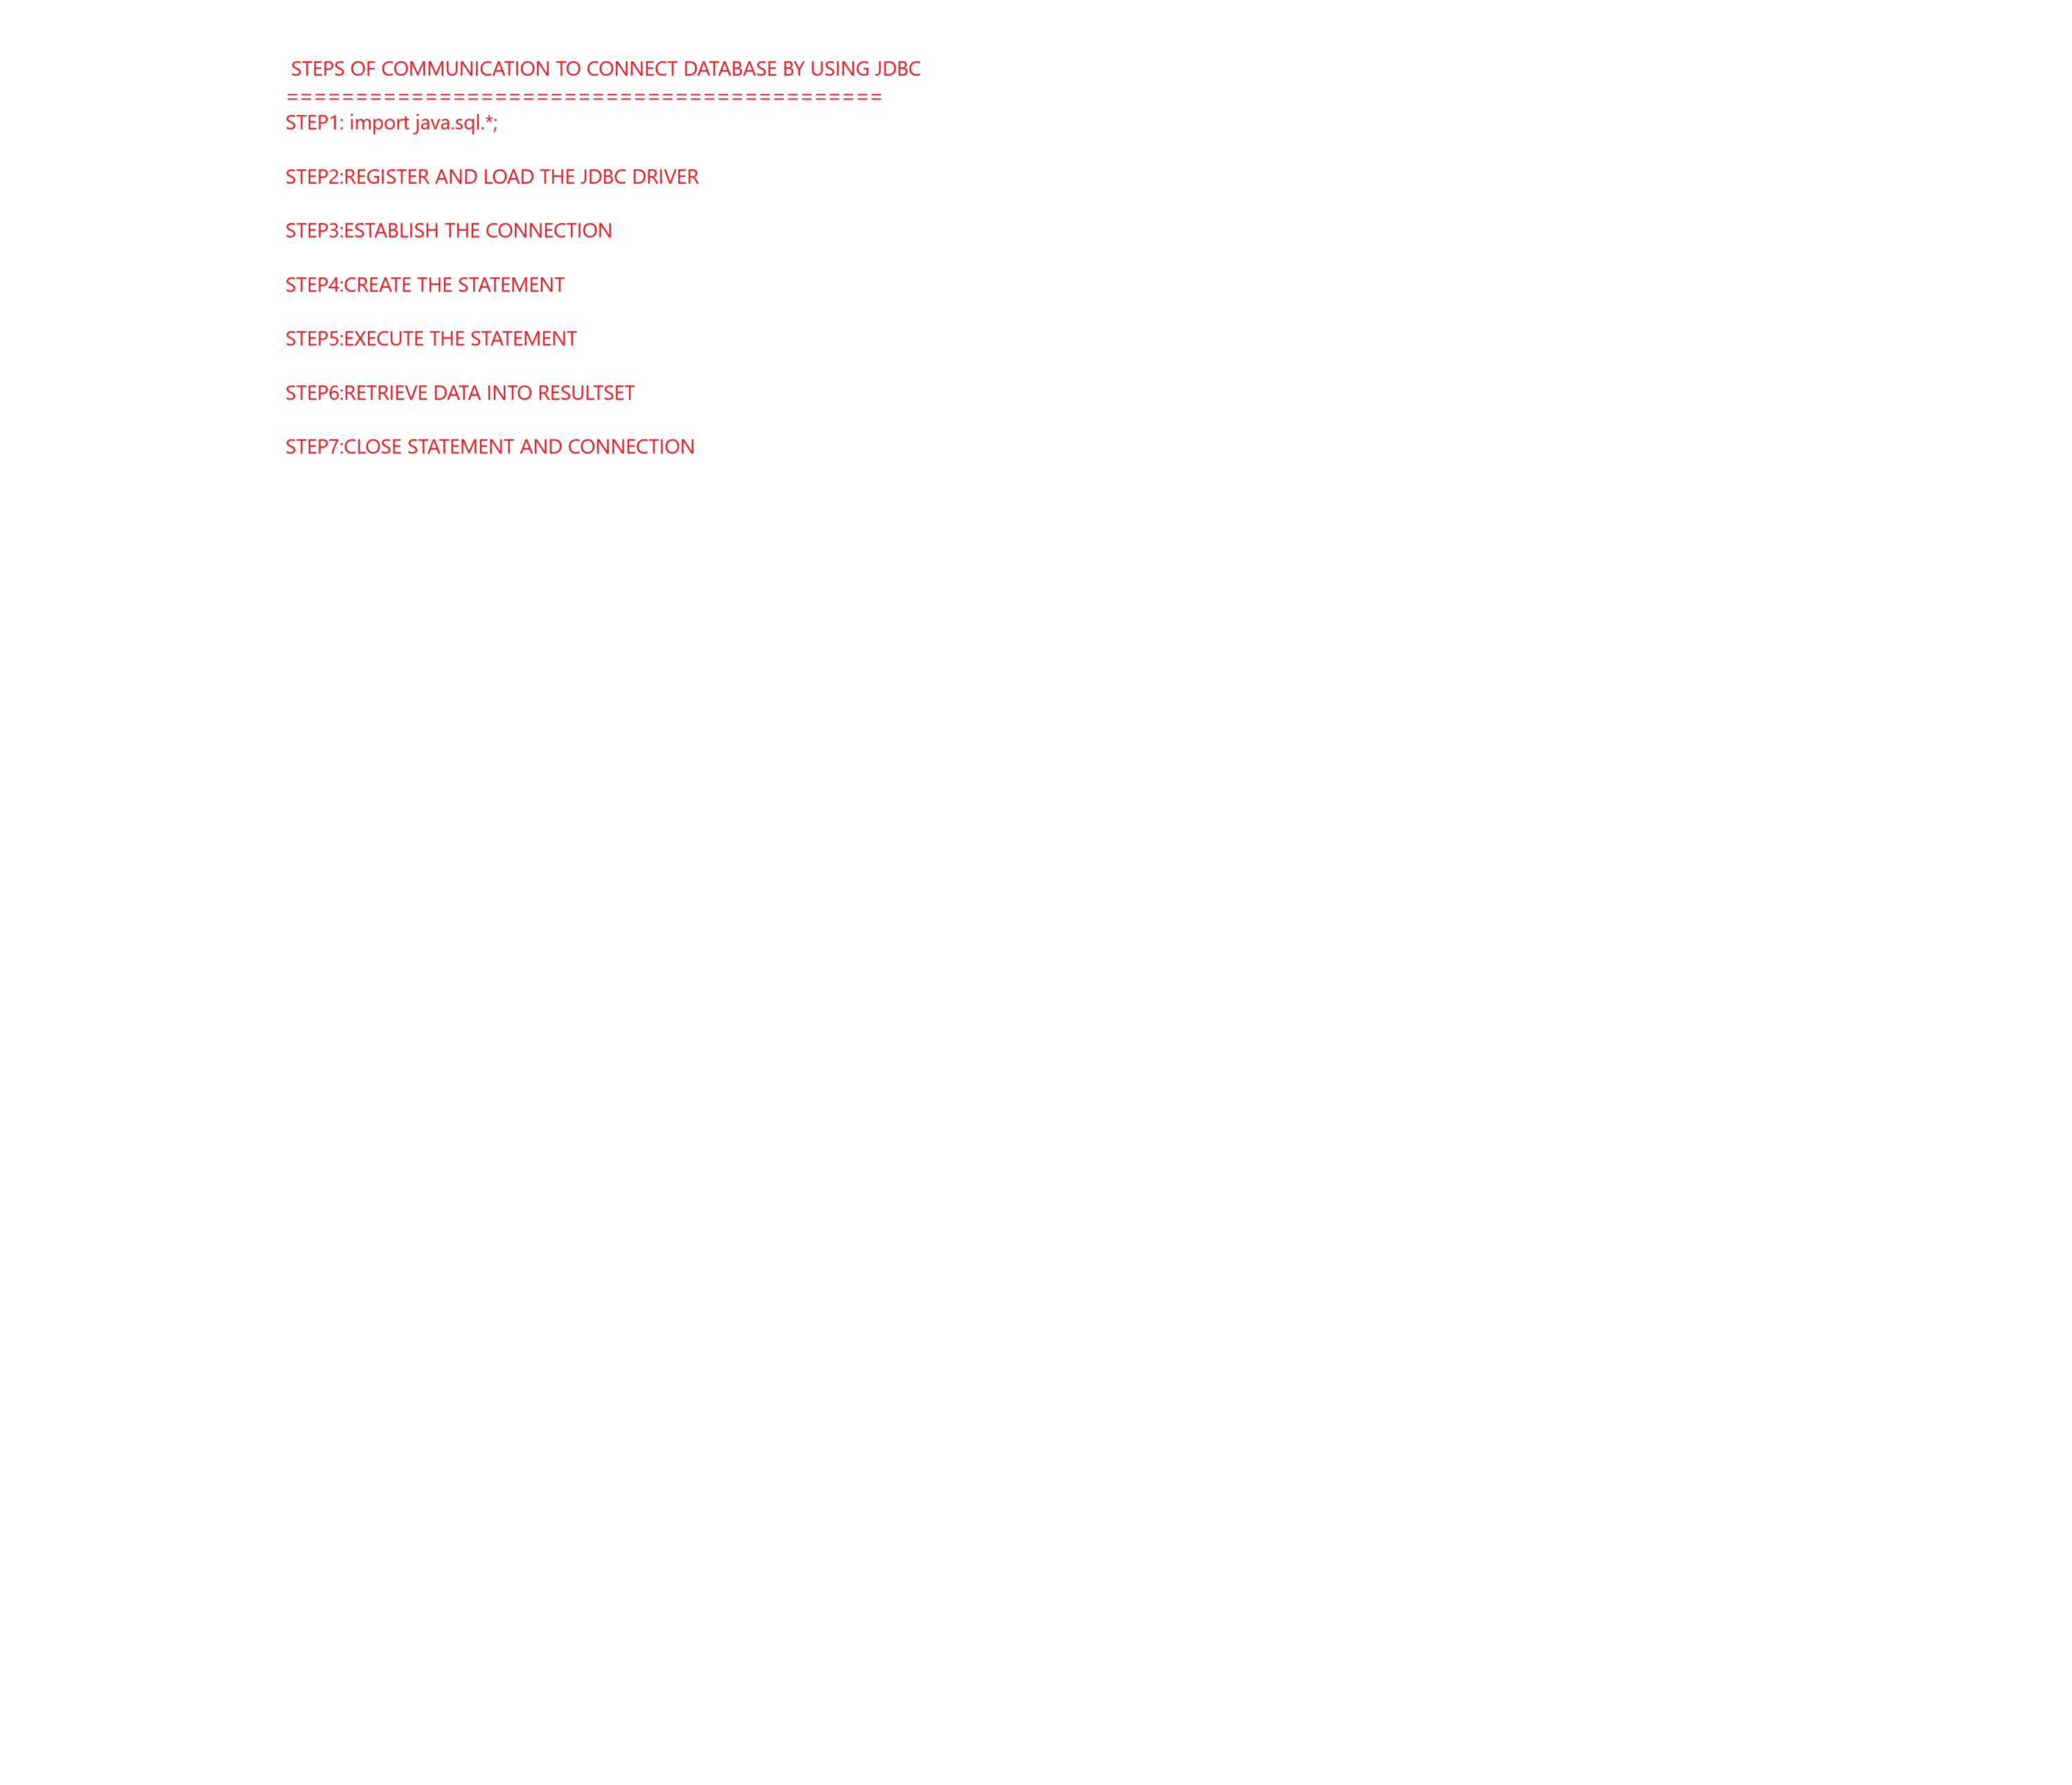 STEPS OF COMMUNICATION TO CONNECT DATABASE BY USING JDBC
===========================================
STEP1: import java.sql.*;
STEP2:REGISTER AND LOAD THE JDBC DRIVER
STEP3:ESTABLISH THE CONNECTION
STEP4:CREATE THE STATEMENT
STEP5:EXECUTE THE STATEMENT
STEP6:RETRIEVE DATA INTO RESULTSET
STEP7:CLOSE STATEMENT AND CONNECTION